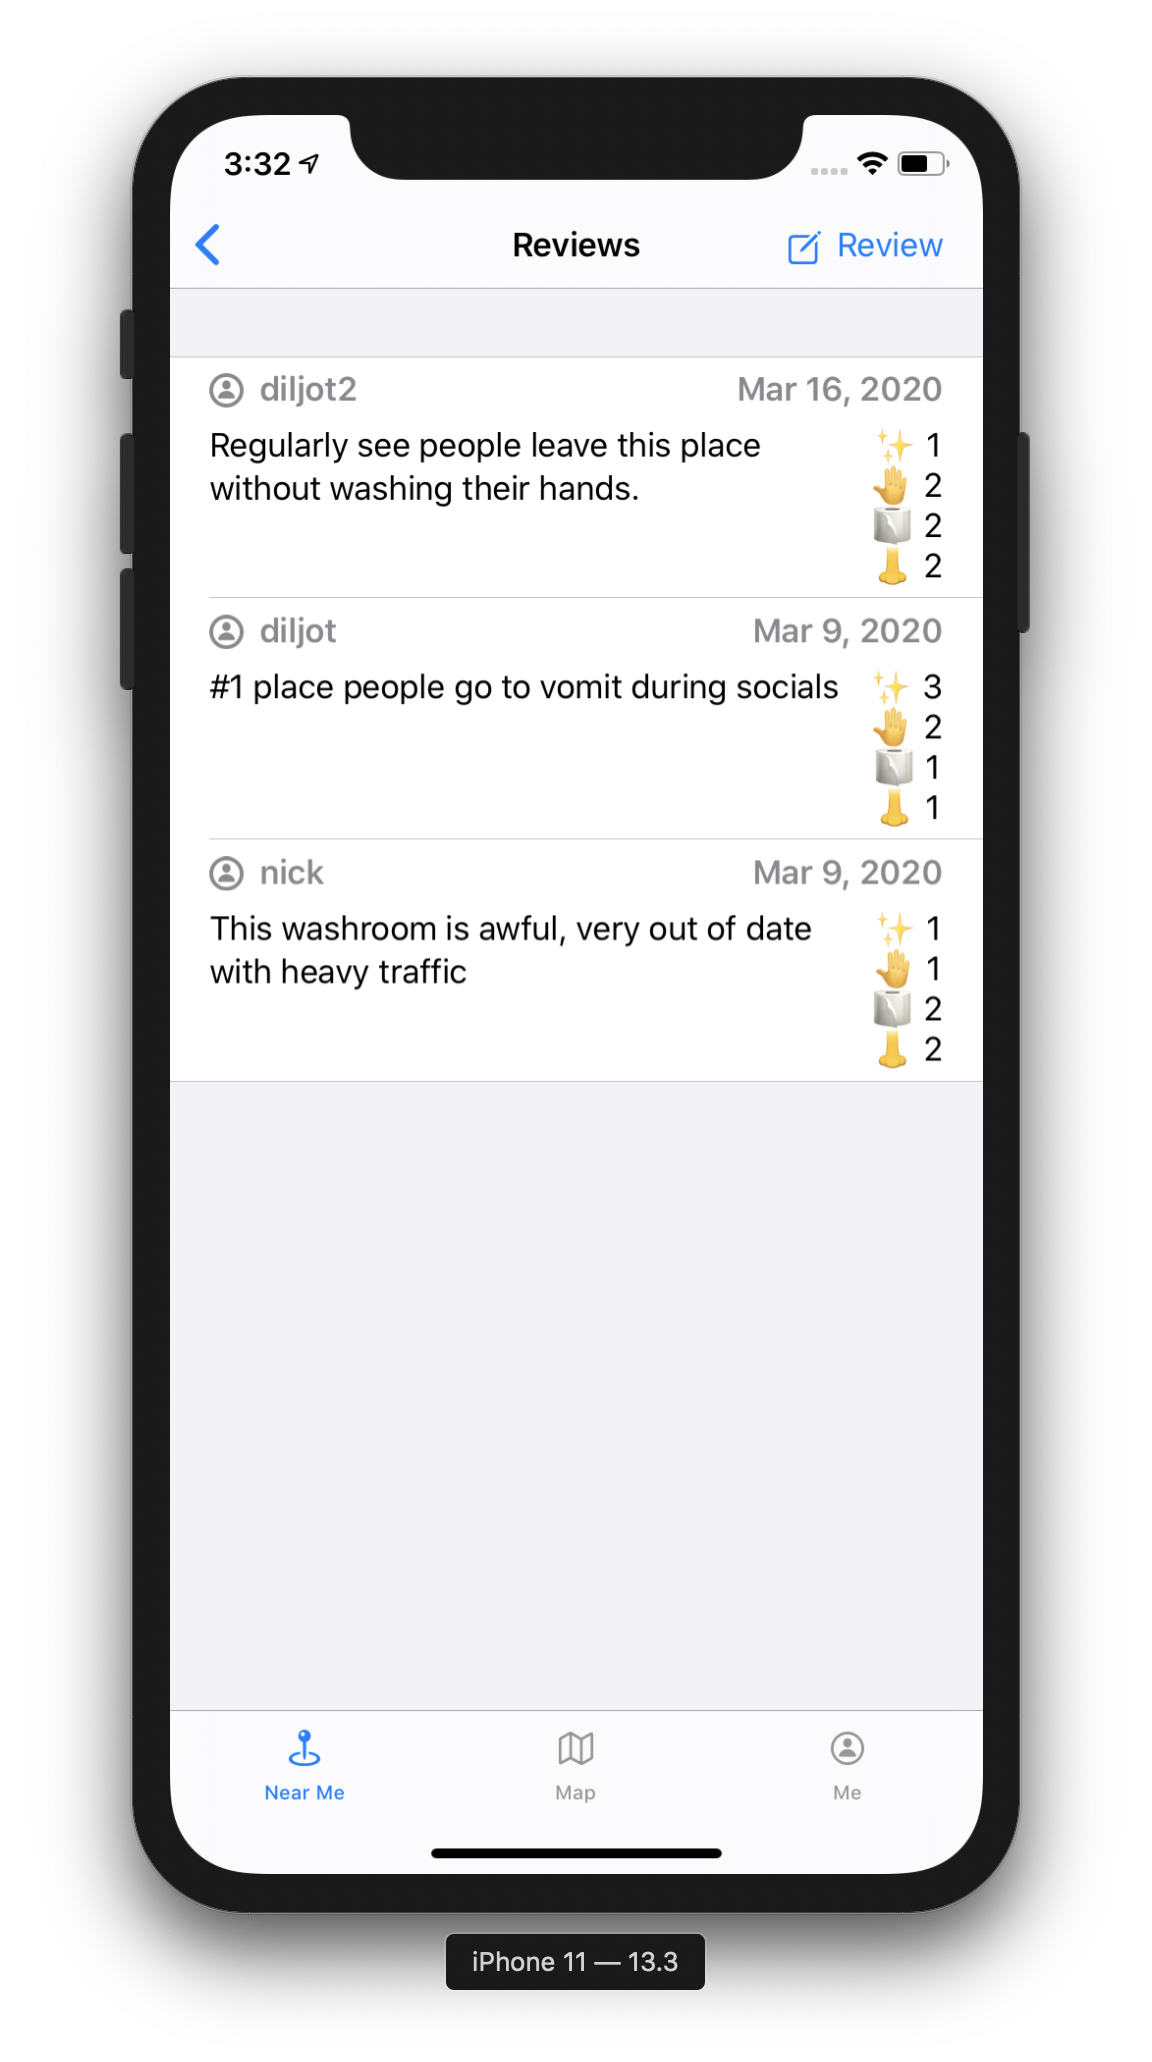 3:32
Reviews
Review
diljot2
Mar 16, 2020
Regularly see people leave this place
without washing their hands.
✨ 1
🤚 2
🧻 2
👃 2
diljot
Mar 9, 2020
#1 place people go to vomit during socials
✨ 3
🤚 2
🧻 1
👃 1
nick
Mar 9, 2020
This washroom is awful, very out of date
with heavy traffic
✨ 1
🤚 1
🧻 2
👃 2
Near Me
Map
Me
iPhone 11 — 13.3